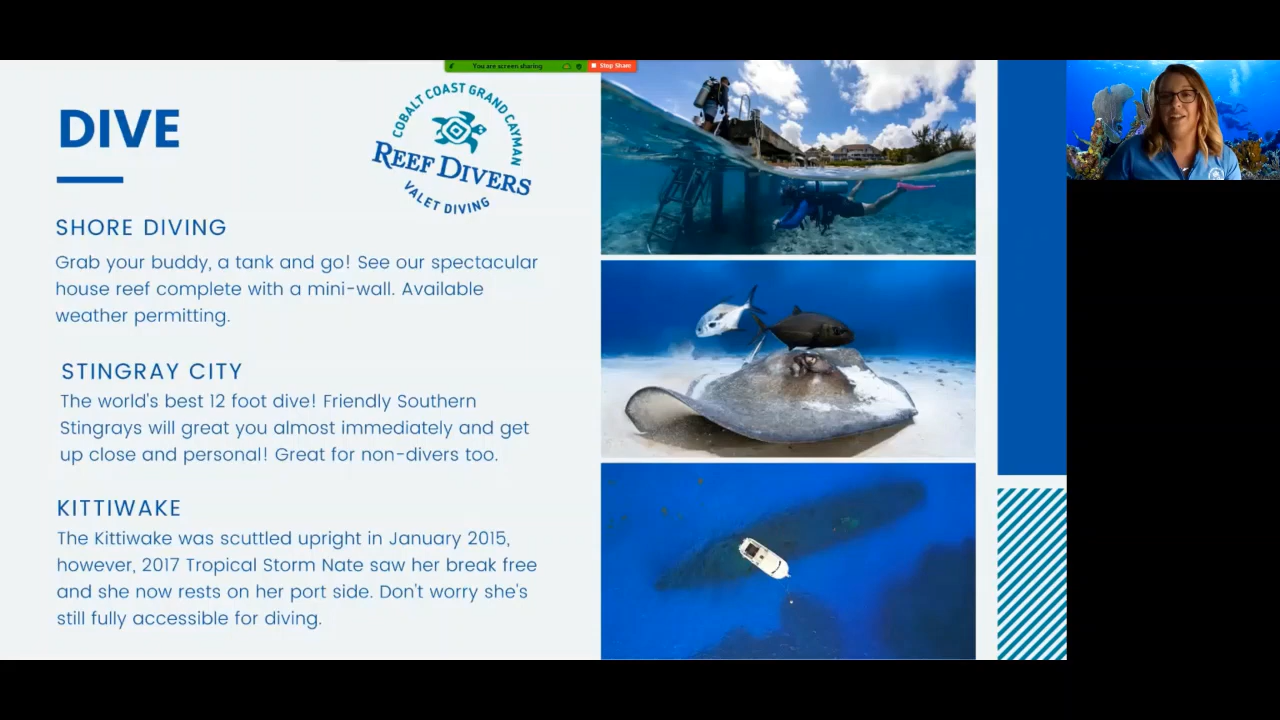 You are screen sharing
Stop Share
DIVE
COBALT COAST GRAND CAYMAN
REEF DIVERS
VALET DIVING
SHORE DIVING
Grab your buddy, a tank and go! See our spectacular
house reef complete with a mini-wall. Available
weather permitting.
STINGRAY CITY
The world's best 12 foot dive! Friendly Southern
Stingrays will great you almost immediately and get
up close and personal! Great for non-divers too.
KITTIWAKE
The Kittiwake was scuttled upright in January 2015,
however, 2017 Tropical Storm Nate saw her break free
and she now rests on her port side. Don't worry she's
still fully accessible for diving.